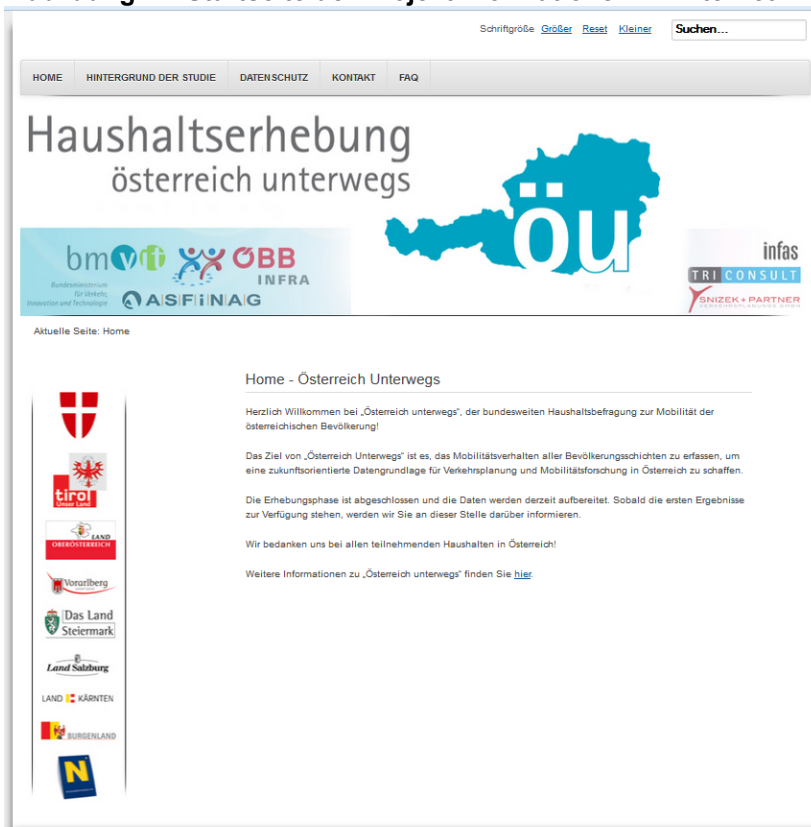 Schriftgröße Größer Reset Kleiner Suchen...
HOME HINTERGRUND DER STUDIE DATENSCHUTZ KONTAKT FAQ
Haushaltserhebung
österreich unterwegs
öu
bmvit
Bundesministerium
für Verkehr,
Innovation und Technologie
ÖBB
INFRA
ASFiNAG
infas
TRICONSULT
SNIZEK+PARTNER
VERKEHRSPLANUNGS GMBH
Aktuelle Seite: Home
Home - Österreich Unterwegs
Herzlich Willkommen bei „Österreich unterwegs“, der bundesweiten Haushaltsbefragung zur Mobilität der
österreichischen Bevölkerung!
Das Ziel von „Österreich Unterwegs“ ist es, das Mobilitätsverhalten aller Bevölkerungsschichten zu erfassen, um
eine zukunftsorientierte Datengrundlage für Verkehrsplanung und Mobilitätsforschung in Österreich zu schaffen.
Die Erhebungsphase ist abgeschlossen und die Daten werden derzeit aufbereitet. Sobald die ersten Ergebnisse
zur Verfügung stehen, werden wir Sie an dieser Stelle darüber informieren.
Wir bedanken uns bei allen teilnehmenden Haushalten in Österreich!
Weitere Informationen zu „Österreich unterwegs“ finden Sie hier.
tirol
Unser Land
LAND
OBERÖSTERREICH
Vorarlberg
Das Land
Steiermark
Land Salzburg
LAND KÄRNTEN
BURGENLAND
N